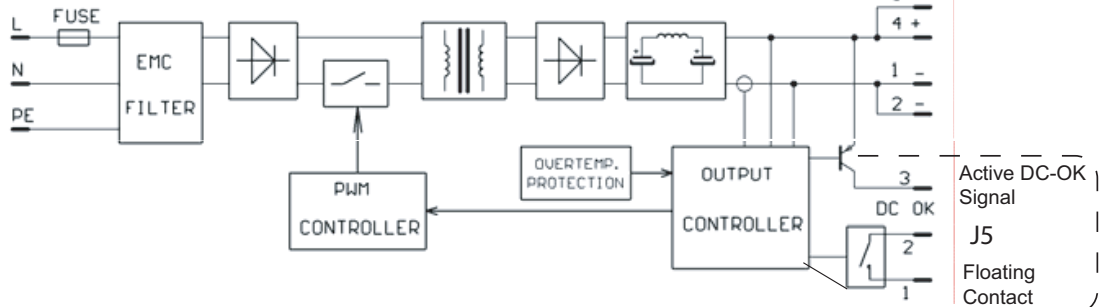 FUSE
L
4 +
EMC
FILTER
N
1 -
2 -
PE
OVERTEMP.
PROTECTION
OUTPUT
CONTROLLER
PWM
CONTROLLER
3
DC OK
2
1
Active DC-OK
Signal
J5
Floating
Contact